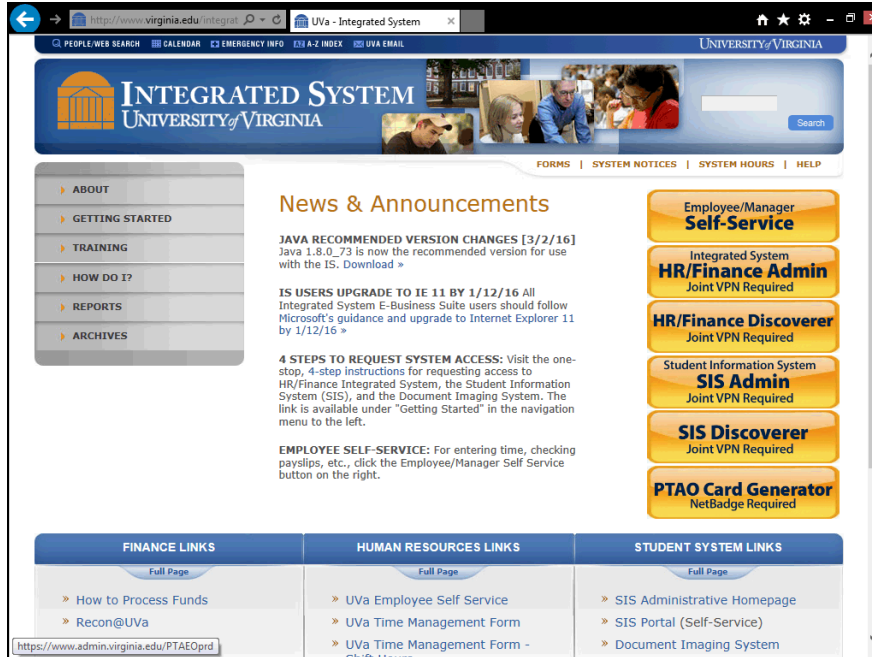 http://www.virginia.edu/integrat
UVa - Integrated System
PEOPLE/WEB SEARCH CALENDAR EMERGENCY INFO A-Z INDEX UVA EMAIL
UNIVERSITY of VIRGINIA
INTEGRATED SYSTEM
UNIVERSITY of VIRGINIA
Search
FORMS | SYSTEM NOTICES | SYSTEM HOURS | HELP
ABOUT
GETTING STARTED
TRAINING
HOW DO I?
REPORTS
ARCHIVES
News & Announcements
JAVA RECOMMENDED VERSION CHANGES [3/2/16]
Java 1.8.0_73 is now the recommended version for use
with the IS. Download »
IS USERS UPGRADE TO IE 11 BY 1/12/16 All
Integrated System E-Business Suite users should follow
Microsoft's guidance and upgrade to Internet Explorer 11
by 1/12/16 »
4 STEPS TO REQUEST SYSTEM ACCESS: Visit the one-
stop, 4-step instructions for requesting access to
HR/Finance Integrated System, the Student Information
System (SIS), and the Document Imaging System. The
link is available under "Getting Started" in the navigation
menu to the left.
EMPLOYEE SELF-SERVICE: For entering time, checking
payslips, etc., click the Employee/Manager Self Service
button on the right.
Employee/Manager
Self-Service
Integrated System
HR/Finance Admin
Joint VPN Required
HR/Finance Discoverer
Joint VPN Required
Student Information System
SIS Admin
Joint VPN Required
SIS Discoverer
Joint VPN Required
PTAO Card Generator
NetBadge Required
FINANCE LINKS
Full Page
» How to Process Funds
» Recon@UVa
HUMAN RESOURCES LINKS
Full Page
» UVa Employee Self Service
» UVa Time Management Form
» UVa Time Management Form -
Shift Hours
STUDENT SYSTEM LINKS
Full Page
» SIS Administrative Homepage
» SIS Portal (Self-Service)
» Document Imaging System
https://www.admin.virginia.edu/PTAEOprd